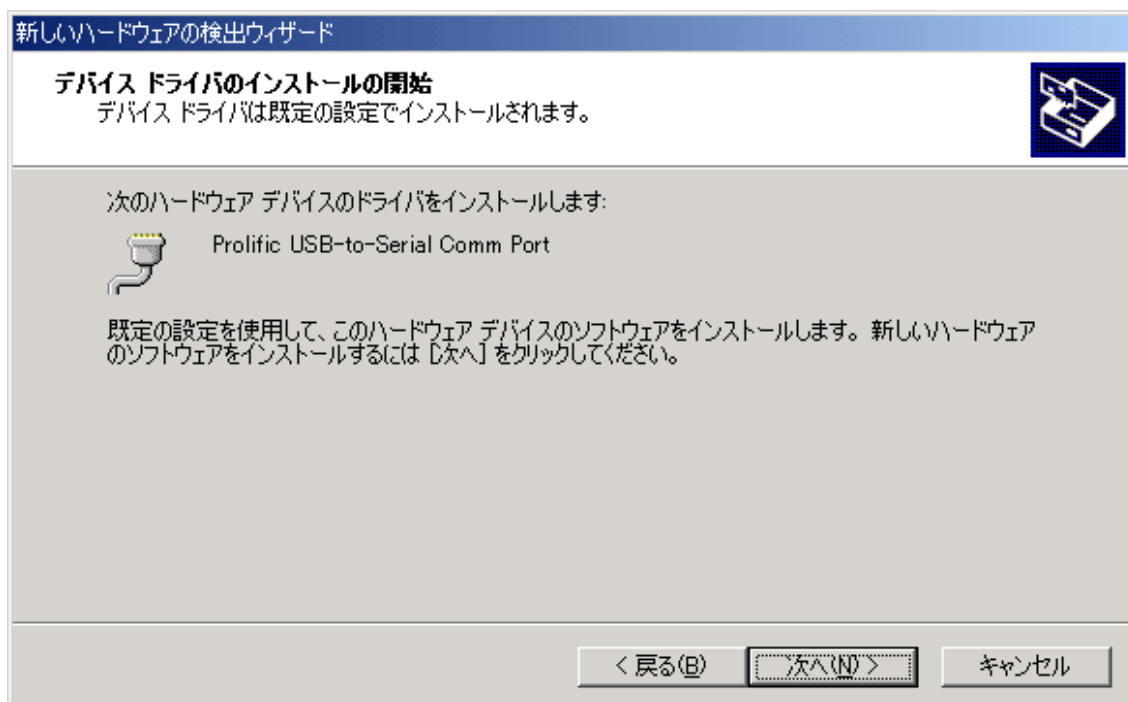 新しいハードウェアの検出ウィザード
デバイス ドライバのインストールの開始
デバイス ドライバは既定の設定でインストールされます。
次のハードウェア デバイスのドライバをインストールします:
Prolific USB-to-Serial Comm Port
既定の設定を使用して、このハードウェア デバイスのソフトウェアをインストールします。新しいハードウェア
のソフトウェアをインストールするには [次へ] をクリックしてください。
< 戻る(B) 次へ(N) > キャンセル